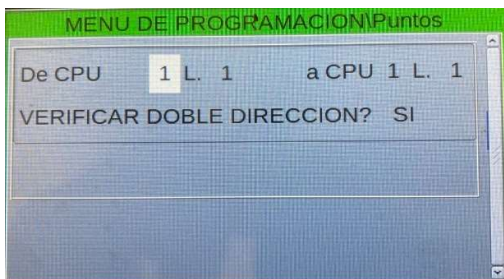 MENU DE PROGRAMACION\Puntos
De CPU 1 L. 1 a CPU 1 L. 1
VERIFICAR DOBLE DIRECCION? SI